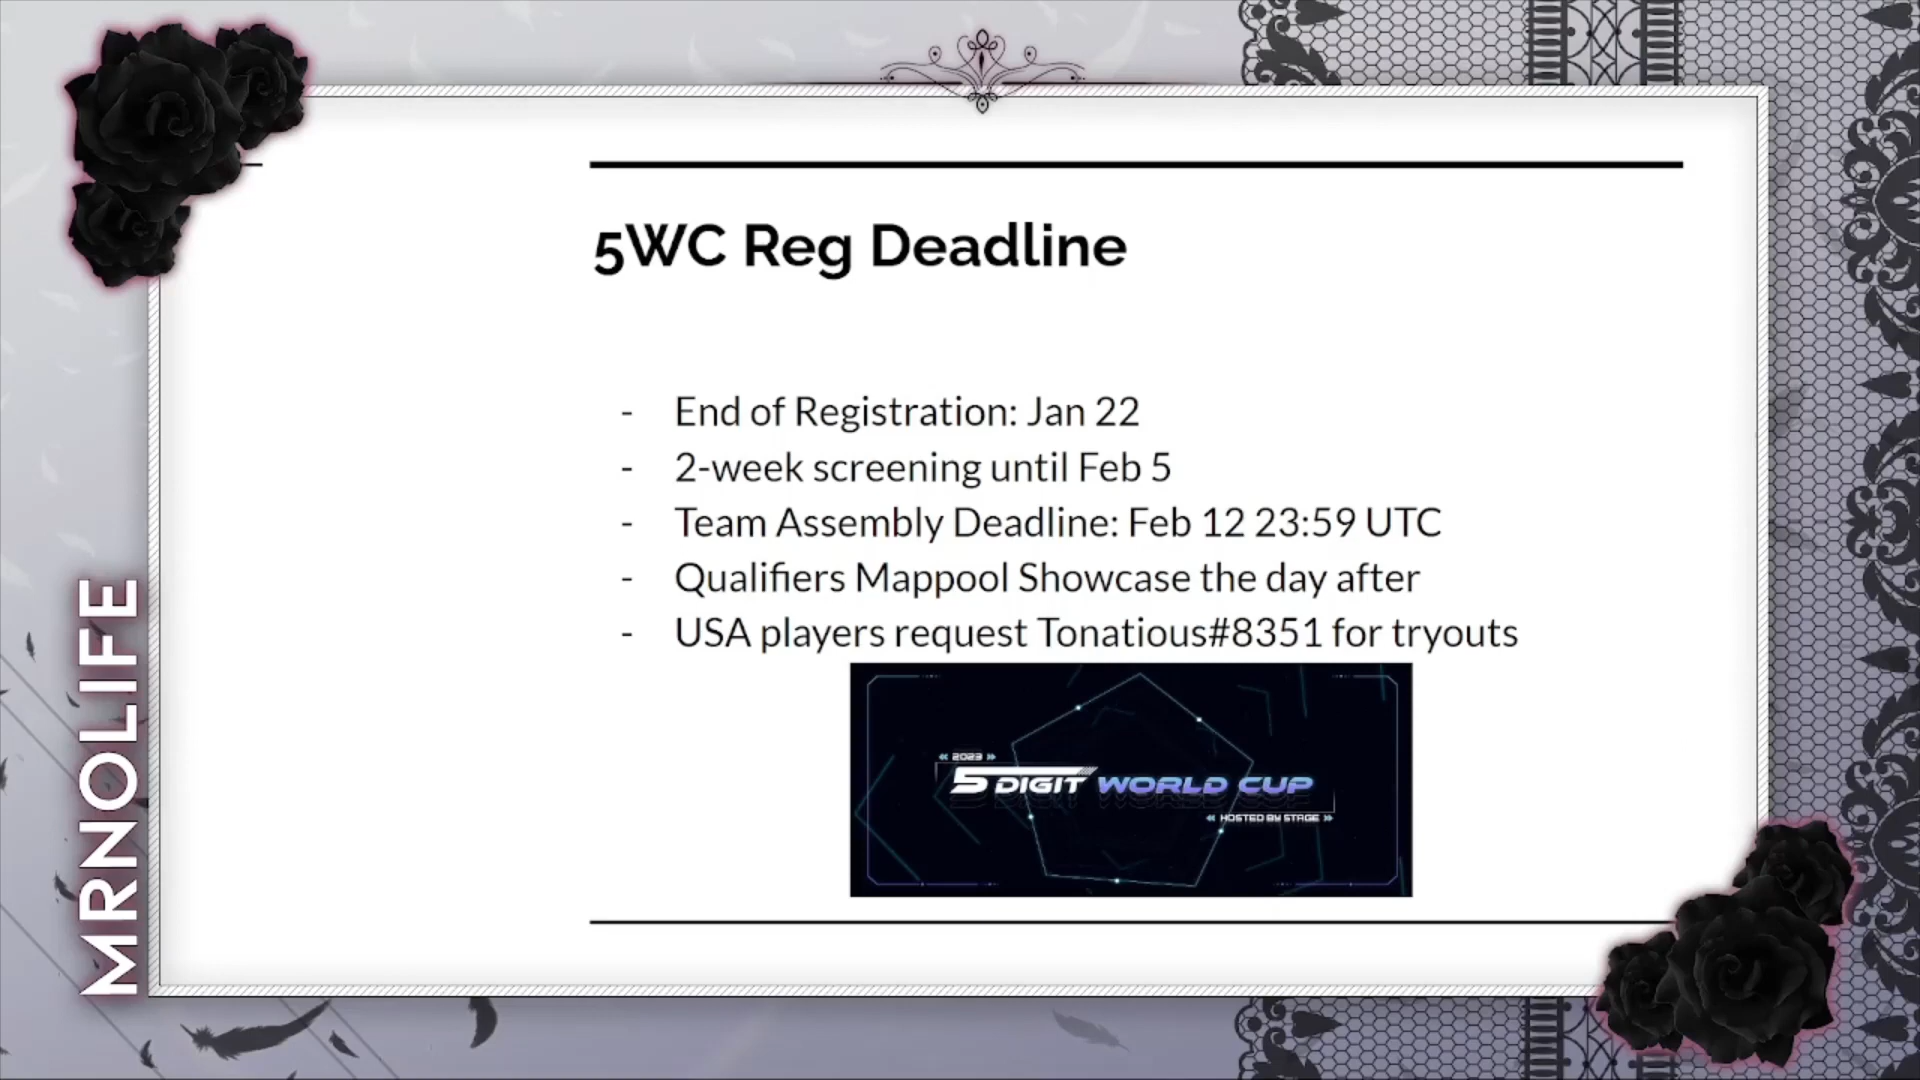 5WC Reg Deadline
- End of Registration: Jan 22
- 2-week screening until Feb 5
- Team Assembly Deadline: Feb 12 23:59 UTC
- Qualifiers Mappool Showcase the day after
- USA players request Tonatious#8351 for tryouts
« 2023 »
5 DIGIT WORLD CUP
« HOSTED BY STAGE »
MRNOLIFE